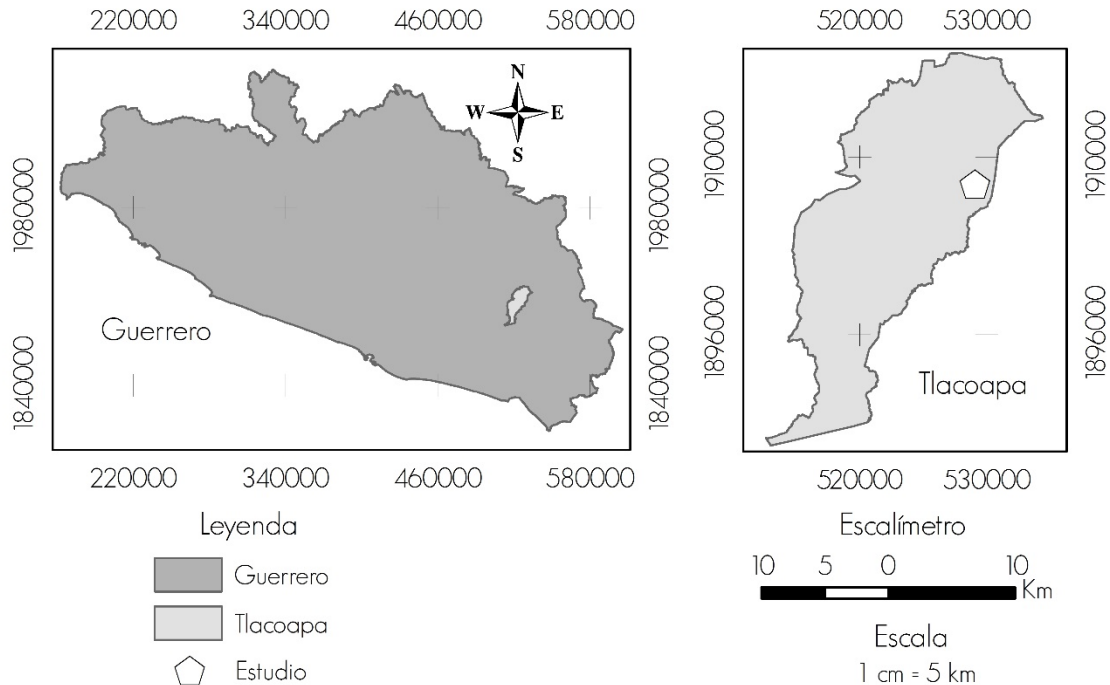 220000 340000 460000 580000
520000 530000
N
W E
S
1980000
1840000
1980000
1840000
Guerrero
220000 340000 460000 580000
1910000
1896000
1910000
1896000
Tlacoapa
520000 530000
Leyenda
Guerrero
Tlacoapa
Estudio
Escalímetro
10 5 0 10
Km
Escala
1 cm = 5 km